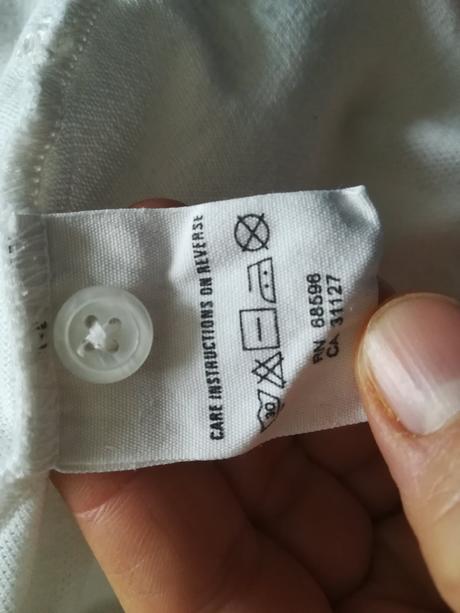 CARE INSTRUCTIONS ON REVERSE
30
RN 68596
CA 31127